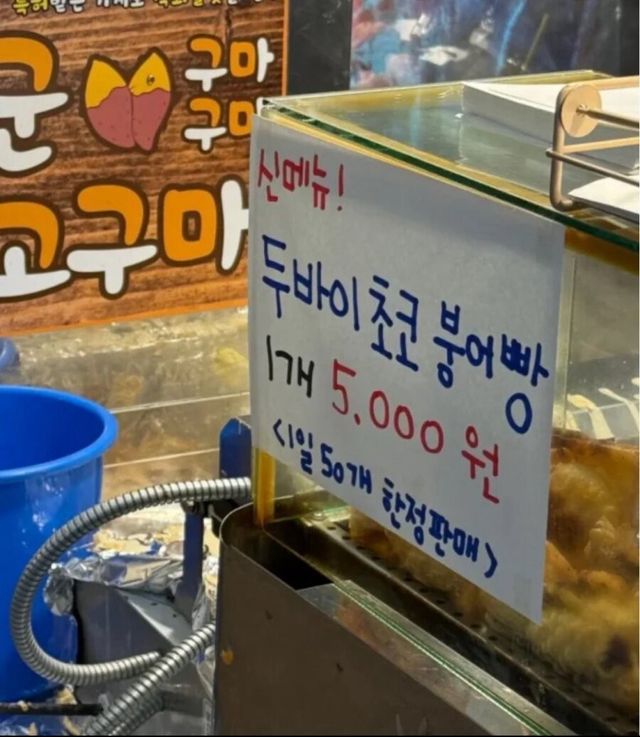 군
구마
구마
고구마
신메뉴!
두바이 초코 붕어빵
1개 5.000 원
<1일 50개 한정판매>